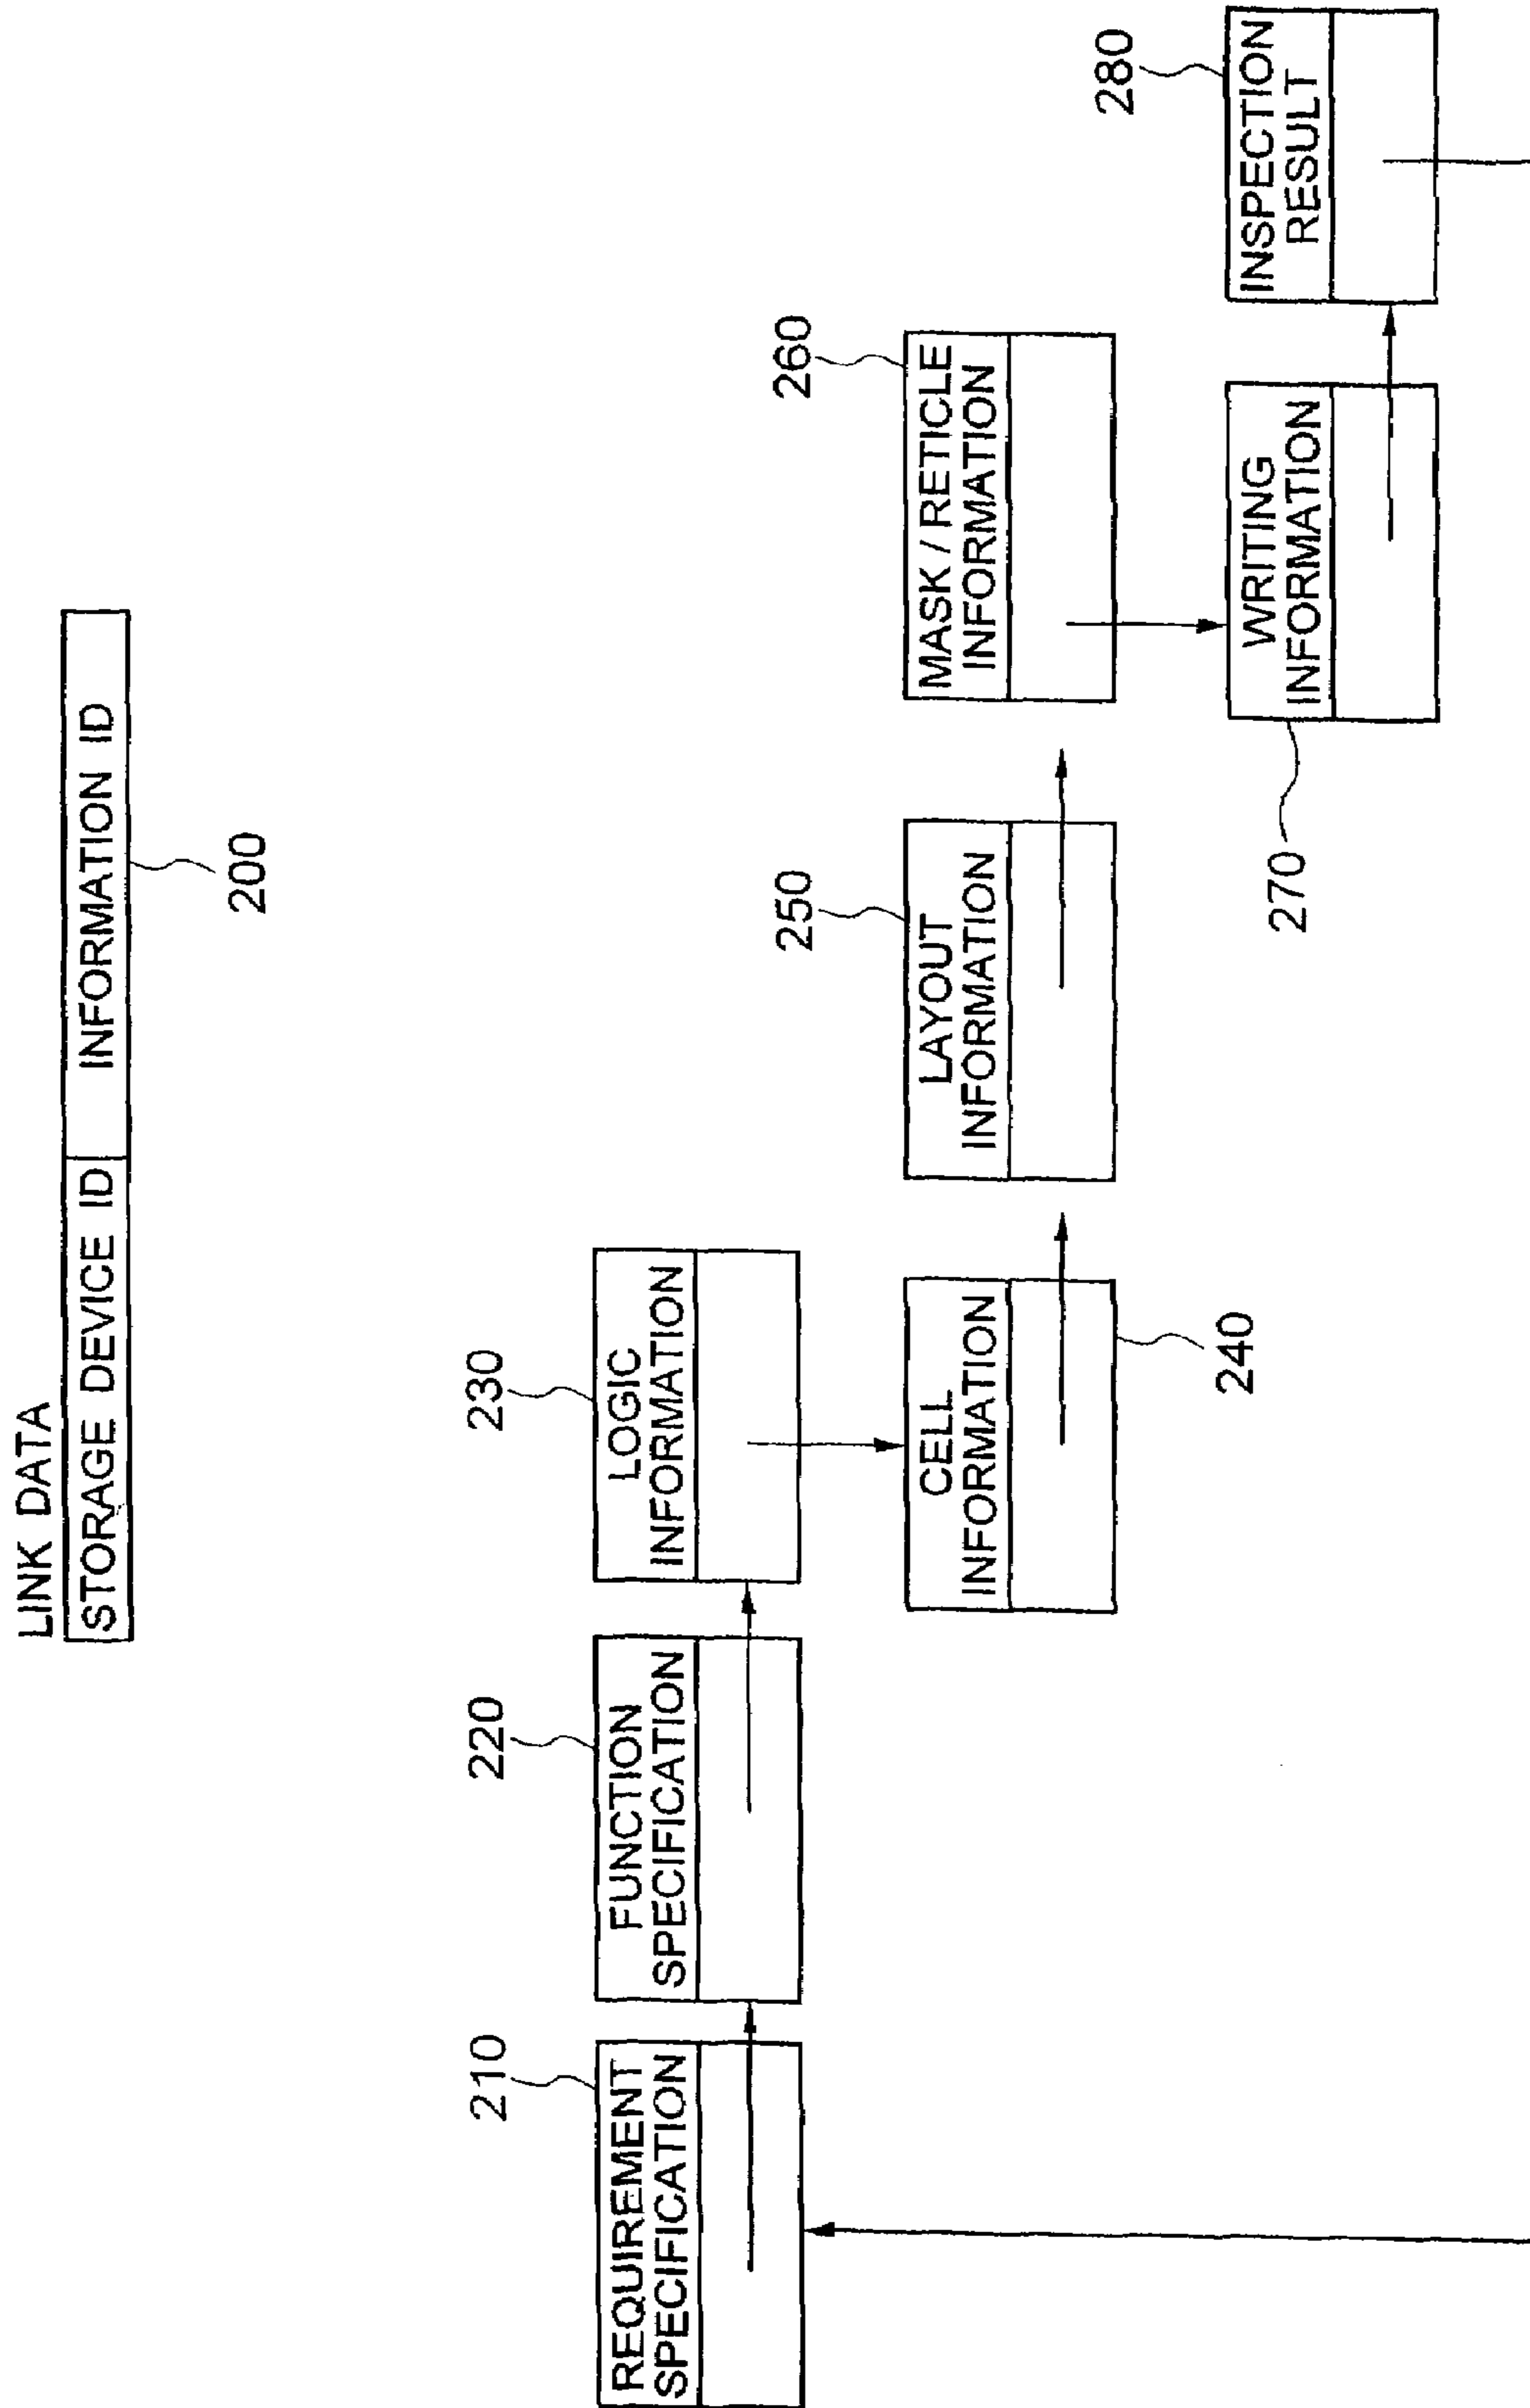 LINK DATA
STORAGE DEVICE ID INFORMATION ID
200
210
REQUIREMENT
SPECIFICATION
220
FUNCTION
SPECIFICATION
230
LOGIC
INFORMATION
CELL
INFORMATION
240
250
LAYOUT
INFORMATION
260
MASK / RETICLE
INFORMATION
WRITING
INFORMATION
270
280
INSPECTION
RESULT